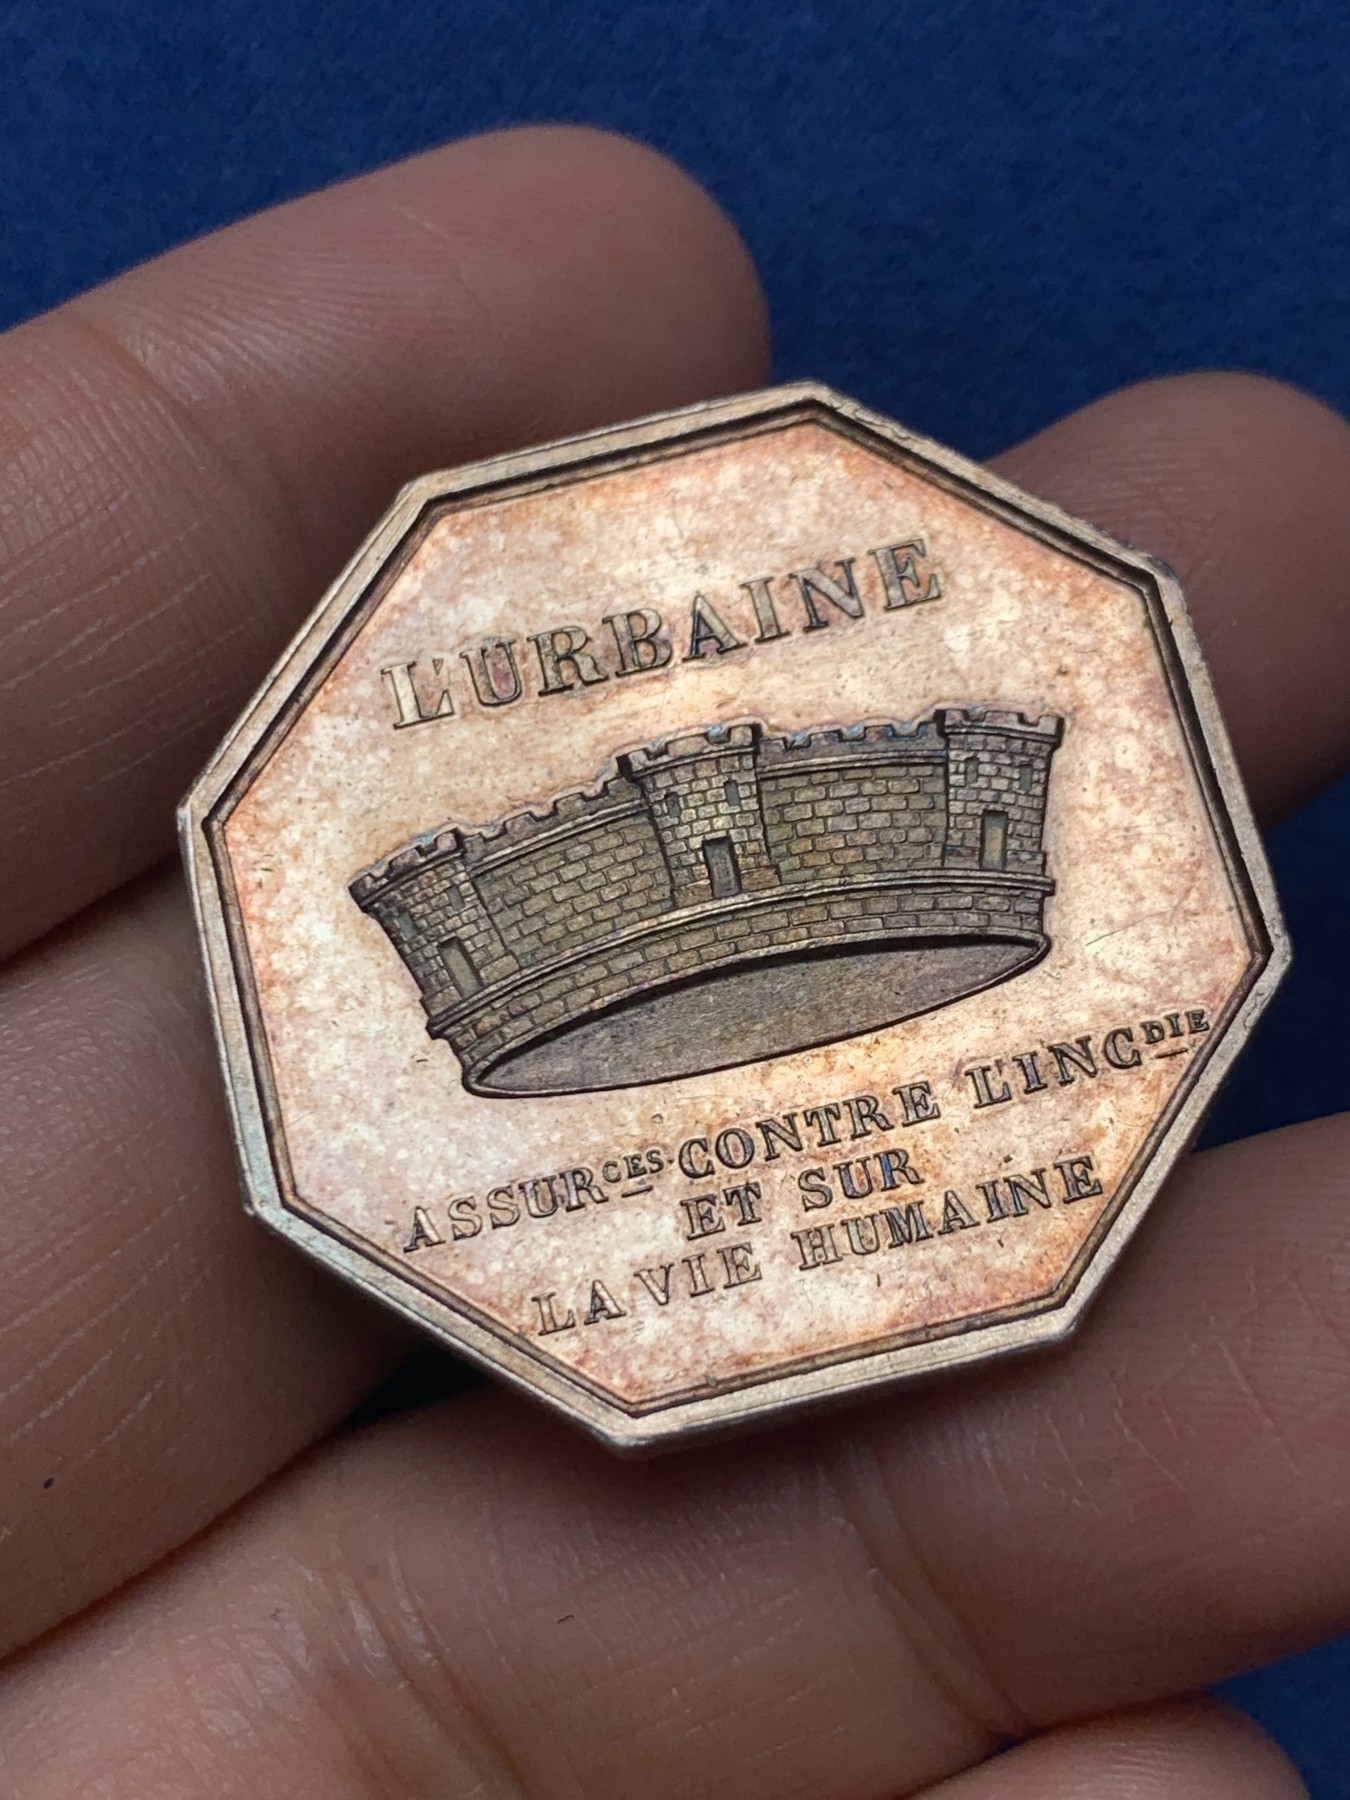 L'URBAINE
ASSURCES CONTRE L'INCDIE
ET SUR
LA VIE HUMAINE